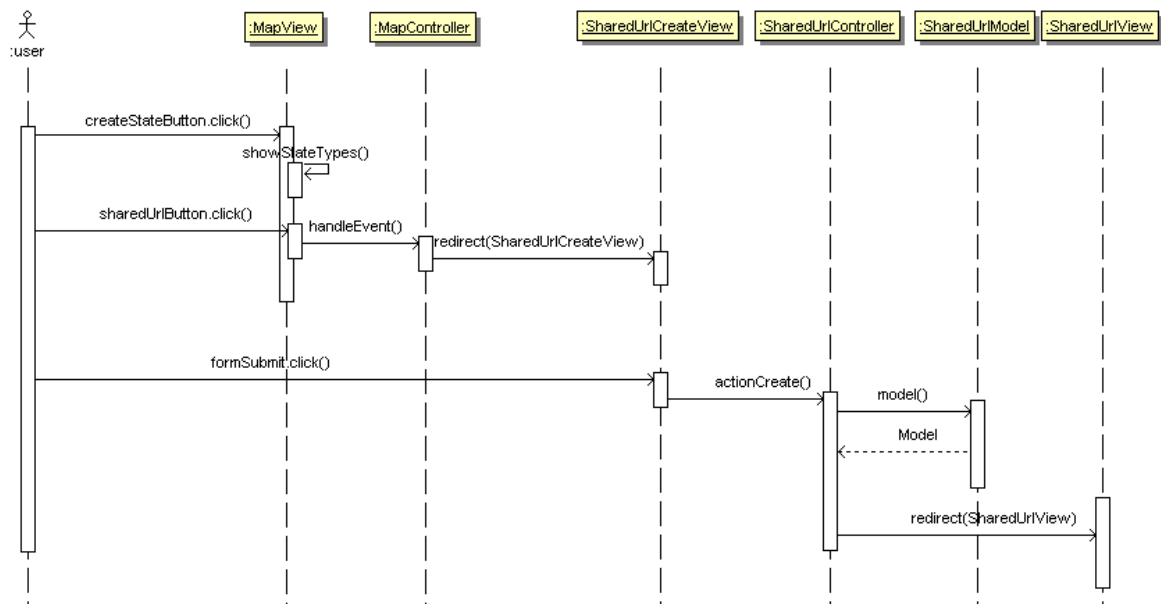 :user
:MapView
:MapController
:SharedUrlCreateView
:SharedUrlController
:SharedUrlModel
:SharedUrlView
createStateButton.click()
showStateTypes()
sharedUrlButton.click()
handleEvent()
redirect(SharedUrlCreateView)
formSubmit.click()
actionCreate()
model()
Model
redirect(SharedUrlView)